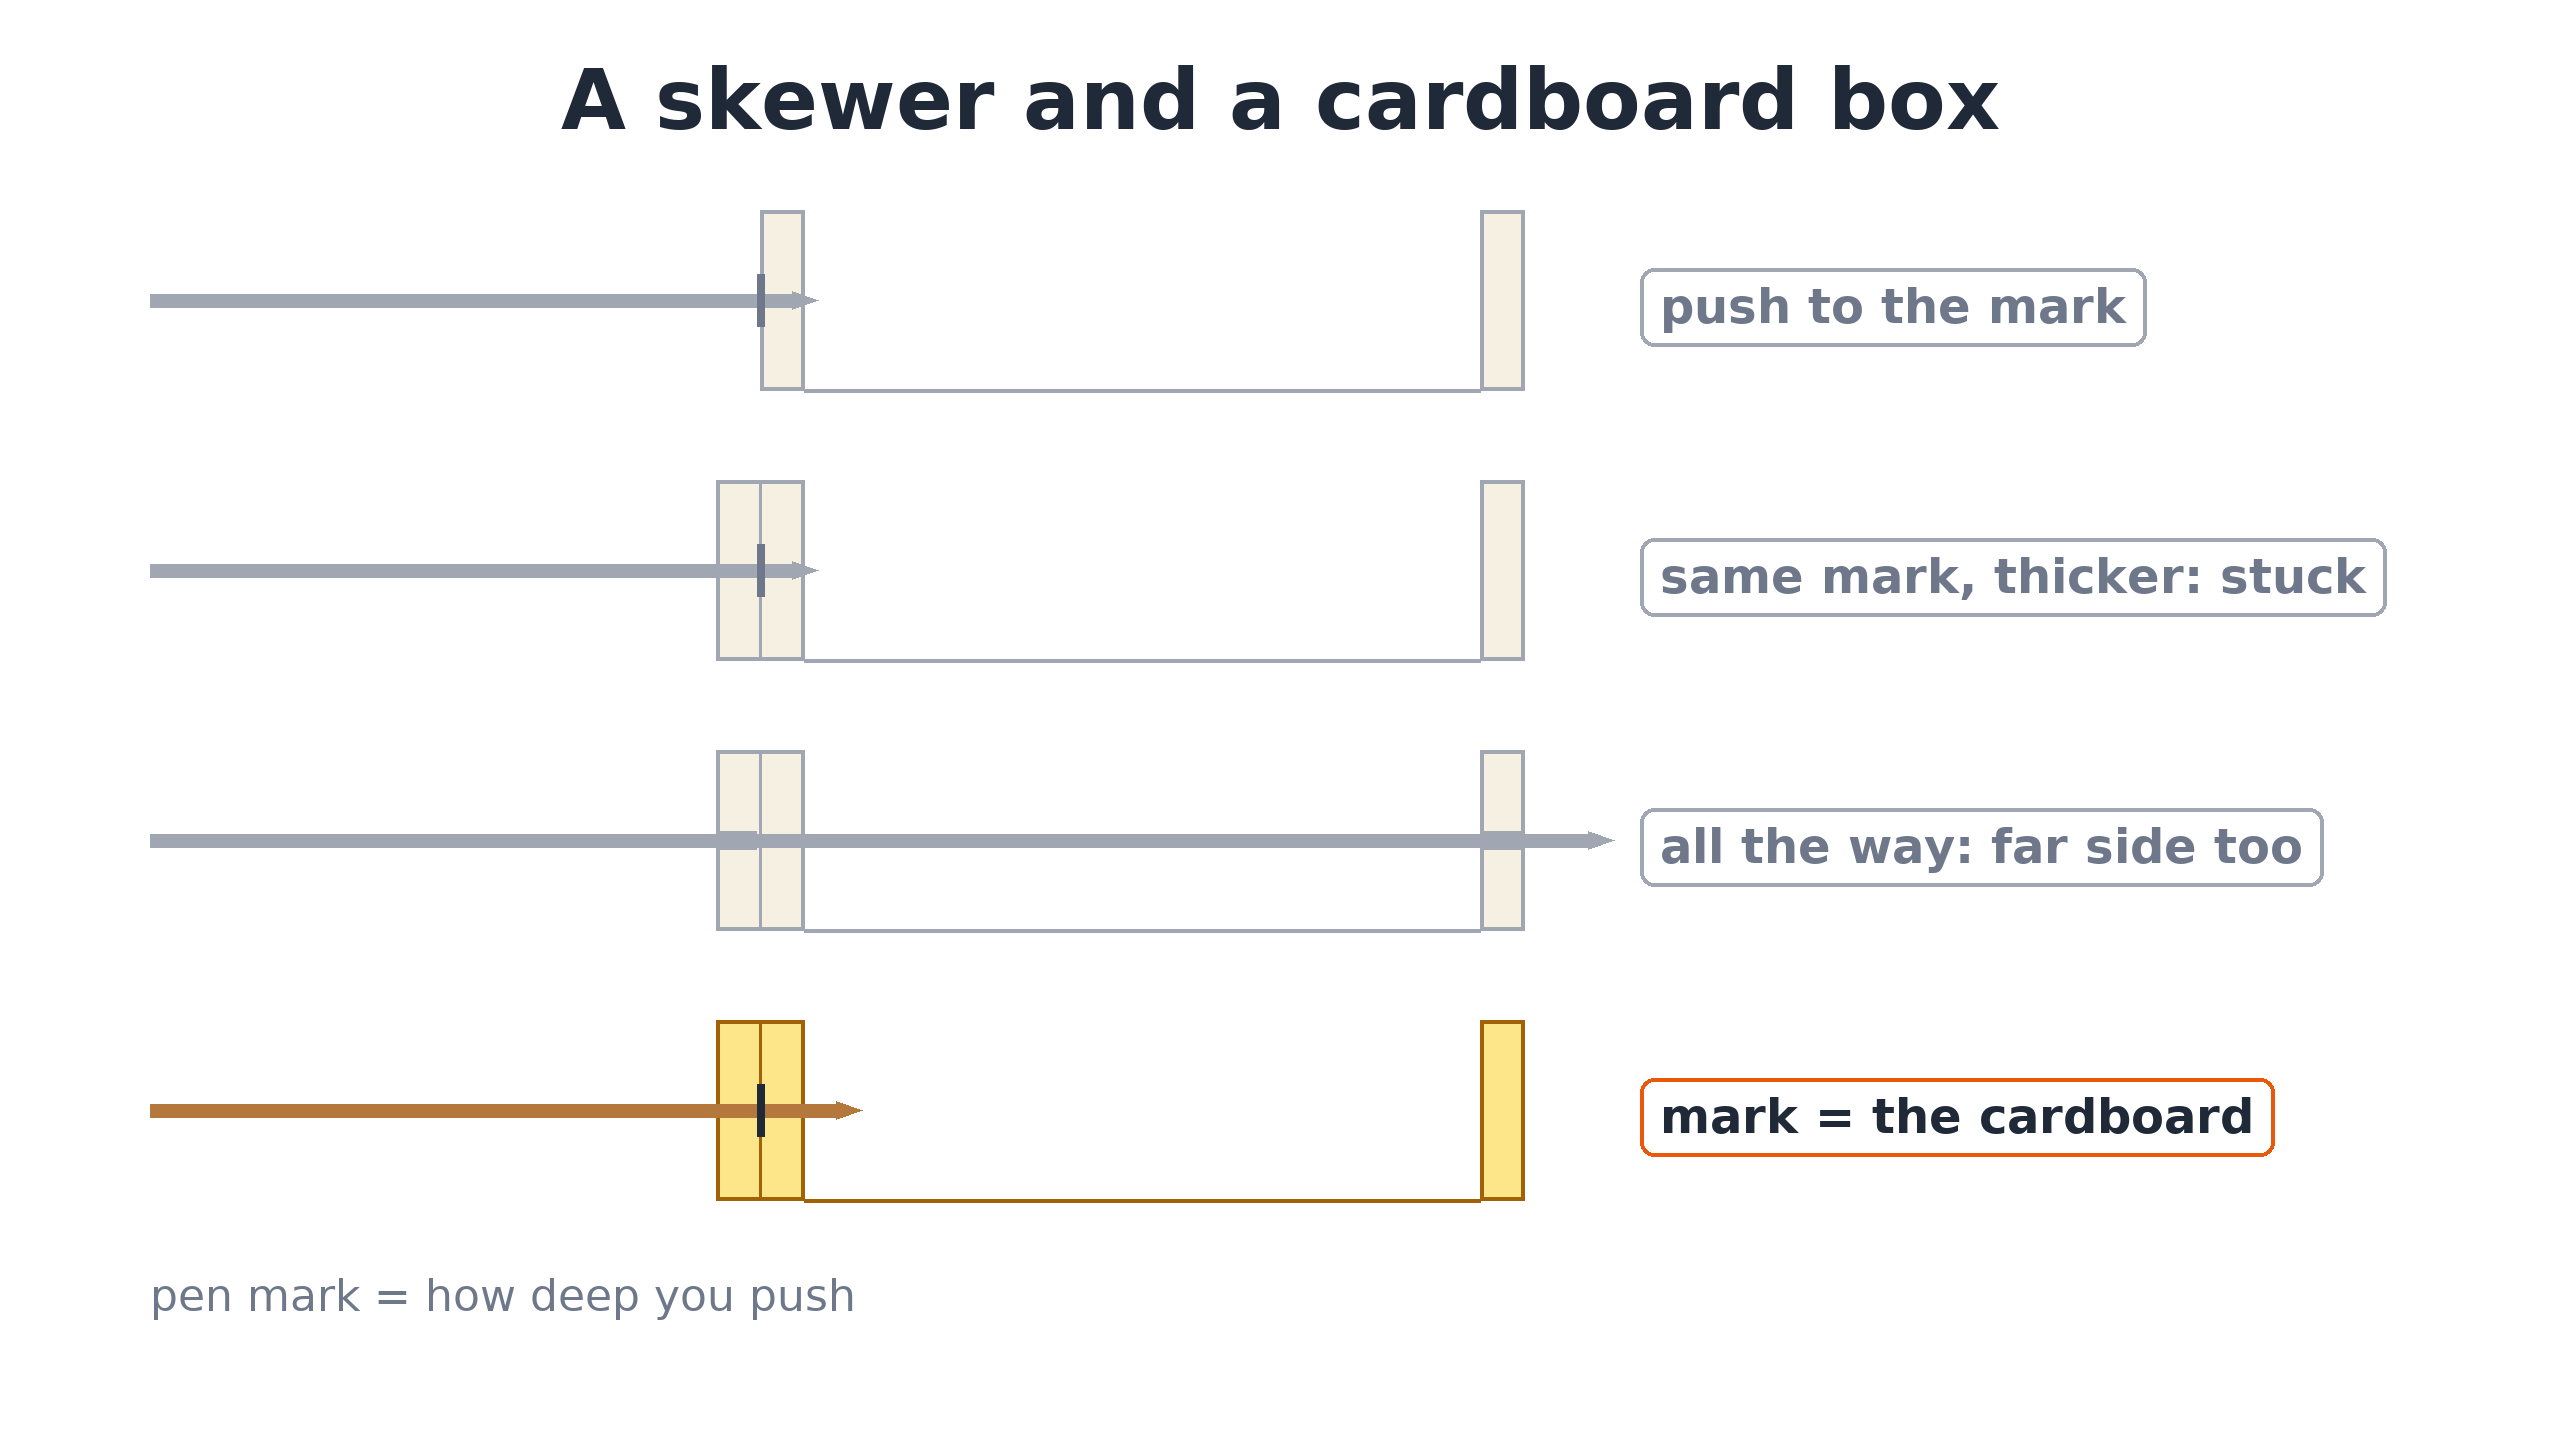 A skewer and a cardboard box
push to the mark
same mark, thicker: stuck
all the way: far side too
mark = the cardboard
pen mark = how deep you push